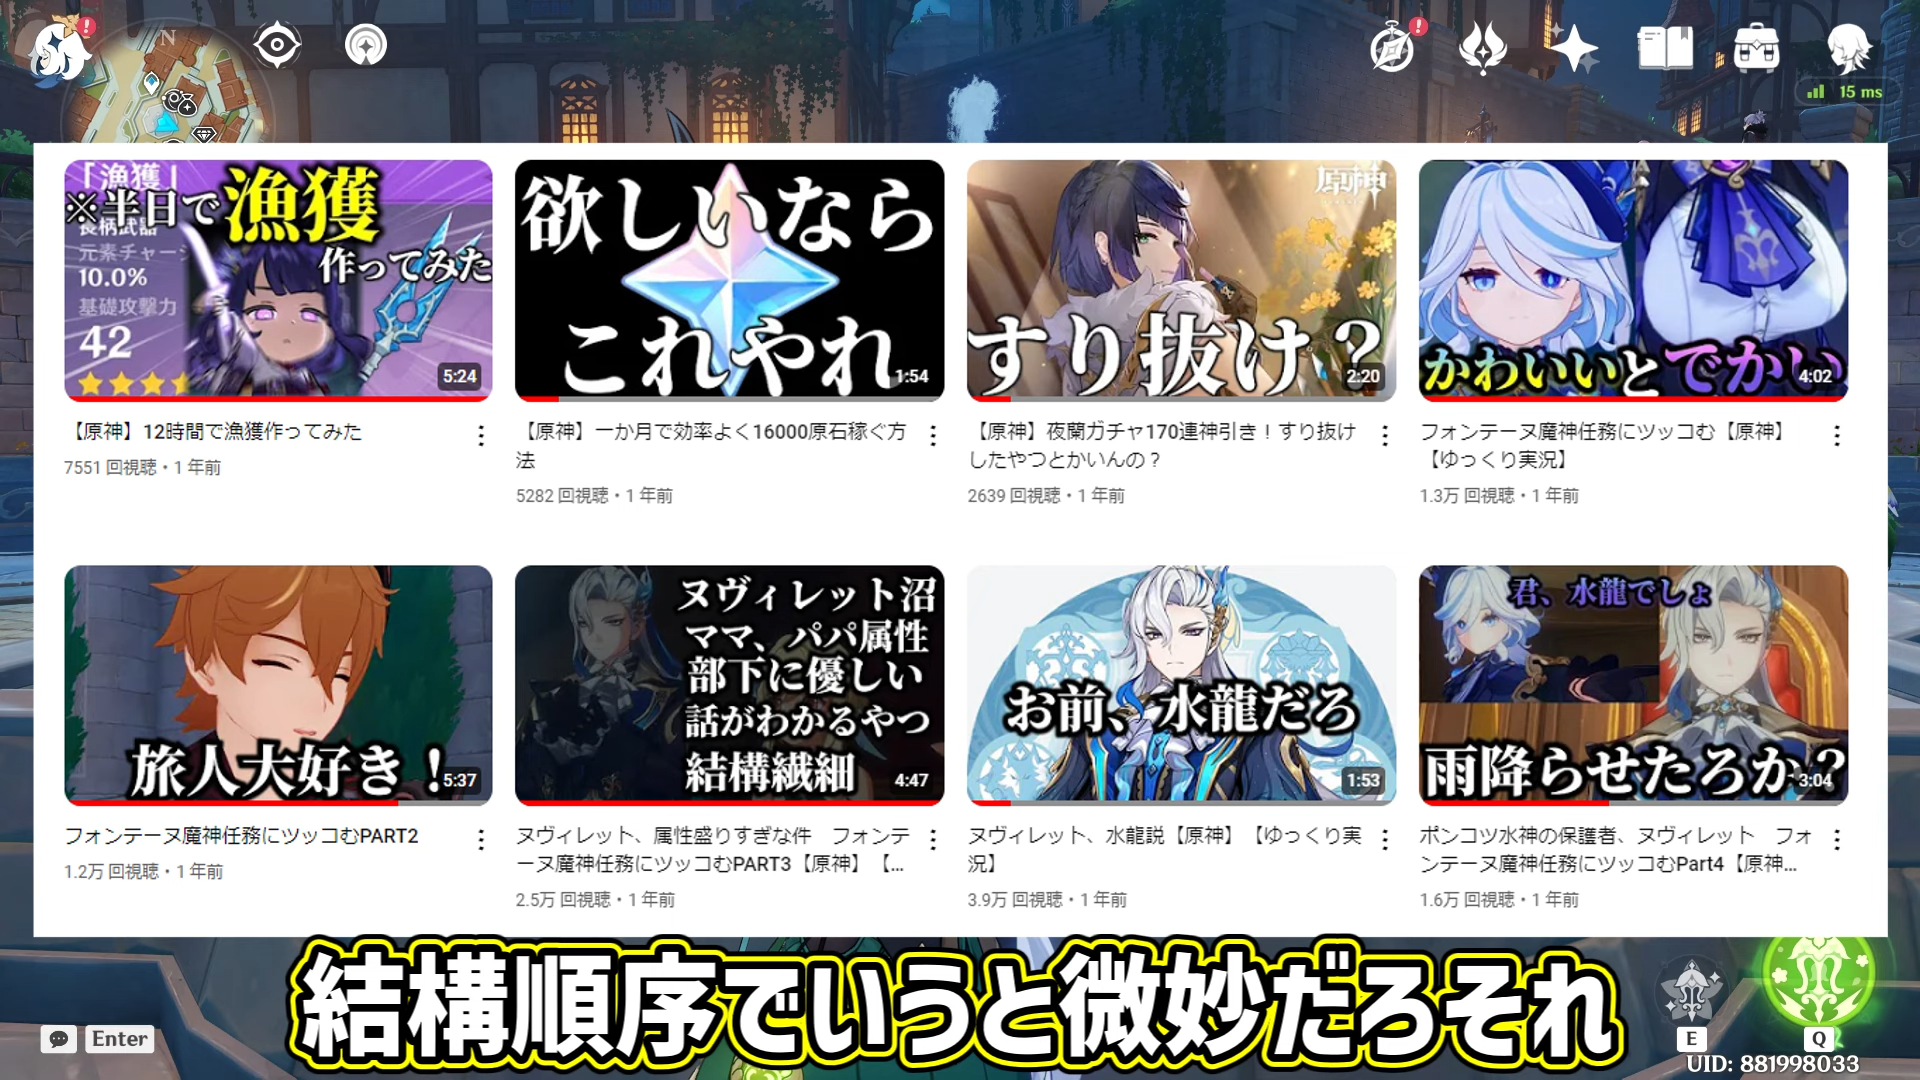 N
15 ms
「漁獲」
※半日で漁獲
長柄武器
作ってみた
元素チャージ
10.0%
基礎攻撃力
42
5:24
欲しいなら
これやれ
1:54
原神
すり抜け?
2:20
かわいいとでかい
4:02
【原神】12時間で漁獲作ってみた
7551 回視聴・1 年前
【原神】一か月で効率よく16000原石稼ぐ方
法
5282 回視聴・1 年前
【原神】夜蘭ガチャ170連神引き！すり抜け
したやつとかいんの？
2639 回視聴・1 年前
フォンテーヌ魔神任務にツッコむ【原神】
【ゆっくり実況】
1.3万 回視聴・1 年前
旅人大好き！
5:37
ヌヴィレット沼
ママ、パパ属性
部下に優しい
話がわかるやつ
結構繊細
4:47
お前、水龍だろ
1:53
君、水龍でしょ
雨降らせたろか?
3:04
フォンテーヌ魔神任務にツッコむPART2
1.2万 回視聴・1 年前
ヌヴィレット、属性盛りすぎな件　フォンテ
ーヌ魔神任務にツッコむPART3【原神】【...
2.5万 回視聴・1 年前
ヌヴィレット、水龍説【原神】【ゆっくり実
況】
3.9万 回視聴・1 年前
ポンコツ水神の保護者、ヌヴィレット　フォ
ンテーヌ魔神任務にツッコむPart4【原神...
1.6万 回視聴・1 年前
結構順序でいうと微妙だろそれ
Enter
E
Q
UID: 881998033